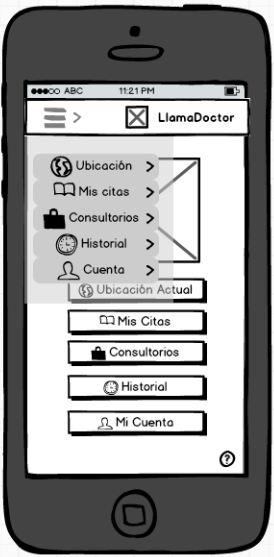 ABC 11:21 PM
LlamaDoctor
Ubicación
Mis citas
Consultorios
Historial
Cuenta
Ubicación Actual
Mis Citas
Consultorios
Historial
Mi Cuenta
?